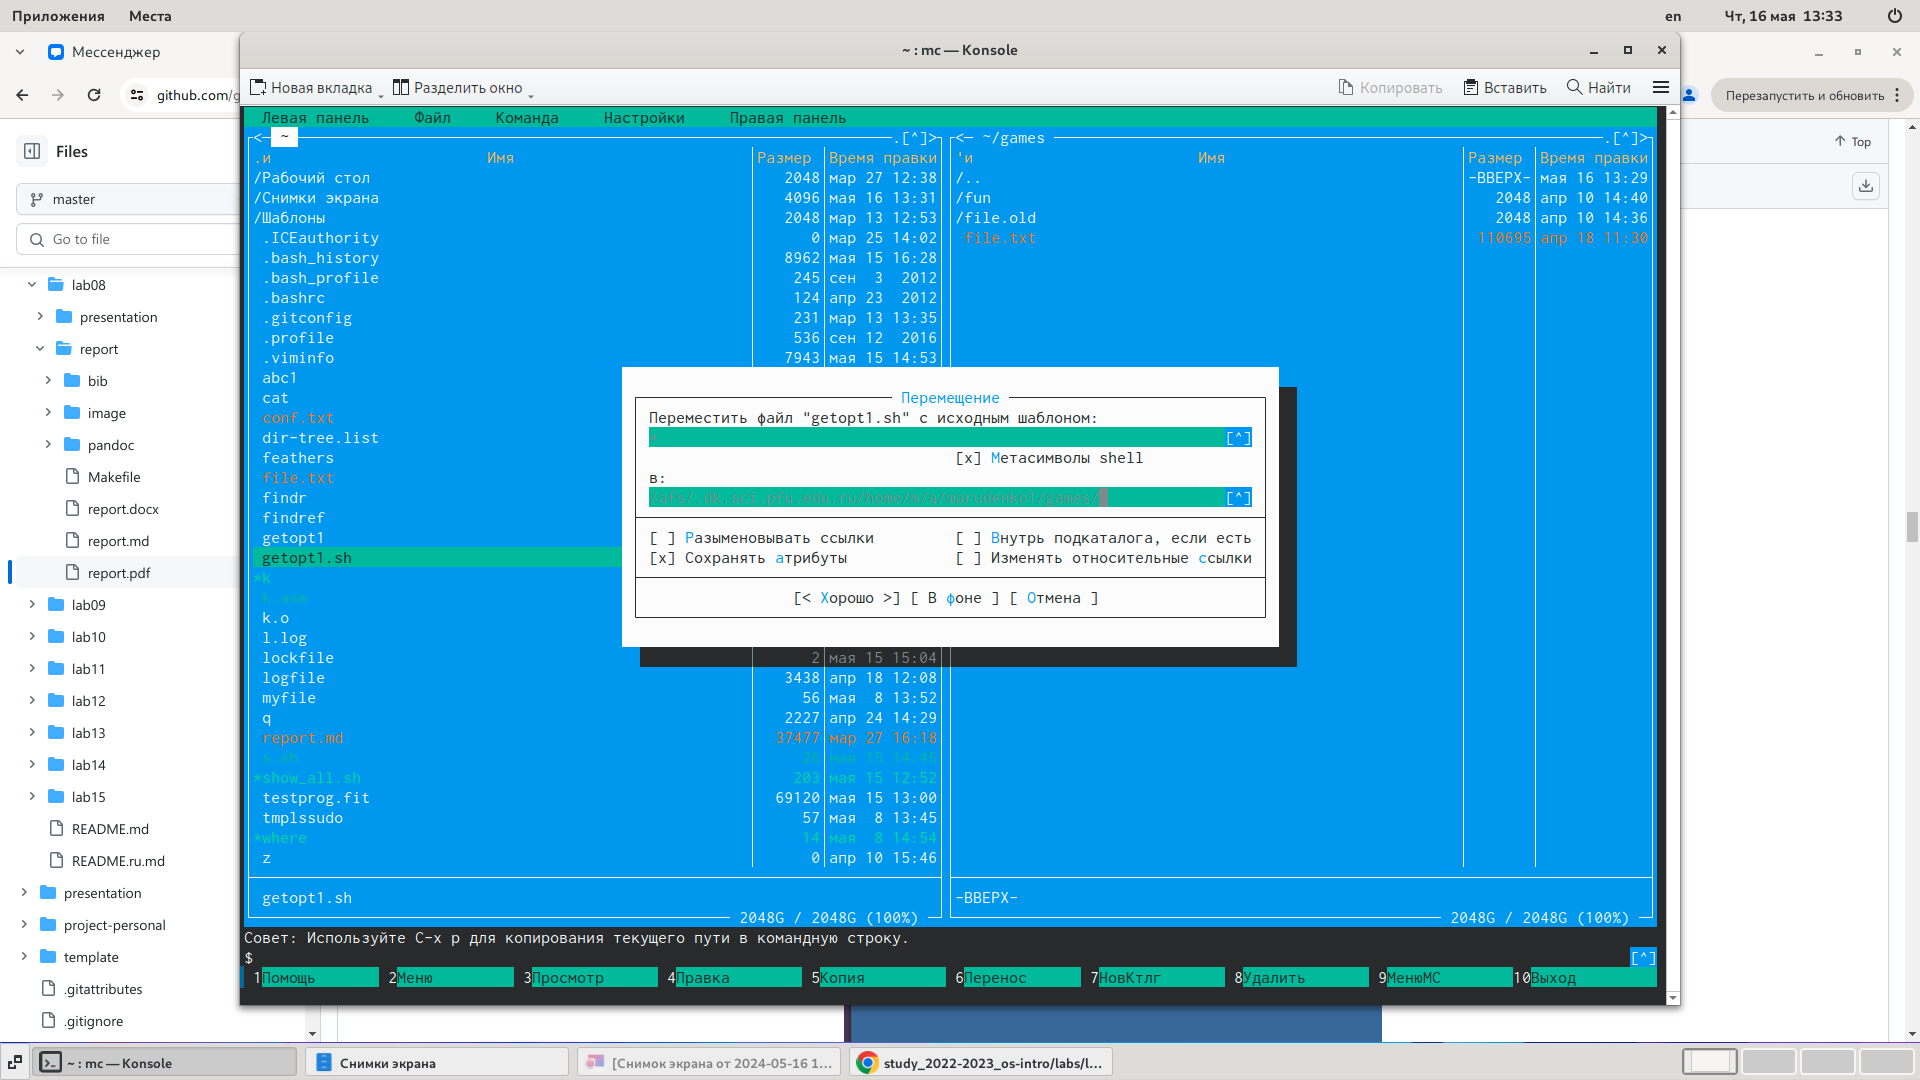 Приложения Места en Чт, 16 мая 13:33
Мессенджер
~ : mc — Konsole
github.com/g
Перезапустить и обновить
Новая вкладка Разделить окно Копировать Вставить Найти
Files
Top
master
Go to file
lab08
presentation
report
bib
image
pandoc
Makefile
report.docx
report.md
report.pdf
lab09
lab10
lab11
lab12
lab13
lab14
lab15
README.md
README.ru.md
presentation
project-personal
template
.gitattributes
.gitignore
Левая панель Файл Команда Настройки Правая панель
<─ ~ .[^]> <─ ~/games .[^]>
.и Имя Размер Время правки 'и Имя Размер Время правки
/Рабочий стол 2048 мар 27 12:38 /.. -ВВЕРХ- мая 16 13:29
/Снимки экрана 4096 мая 16 13:31 /fun 2048 апр 10 14:40
/Шаблоны 2048 мар 13 12:53 /file.old 2048 апр 10 14:36
.ICEauthority 0 мар 25 14:02 file.txt 110695 апр 18 11:30
.bash_history 8962 мая 15 16:28
.bash_profile 245 сен 3 2012
.bashrc 124 апр 23 2012
.gitconfig 231 мар 13 13:35
.profile 536 сен 12 2016
.viminfo 7943 мая 15 14:53
abc1
cat
conf.txt
dir-tree.list
feathers
file.txt
findr
findref
getopt1
getopt1.sh
*k
k.asm
k.o
l.log
lockfile 2 мая 15 15:04
logfile 3438 апр 18 12:08
myfile 56 мая 8 13:52
q 2227 апр 24 14:29
report.md 37477 мар 27 16:18
s.sh мая 15 14:45
*show_all.sh 203 мая 15 12:52
testprog.fit 69120 мая 15 13:00
tmplssudo 57 мая 8 13:45
*where 14 мая 8 14:54
z 0 апр 10 15:46
getopt1.sh -ВВЕРХ-
2048G / 2048G (100%) 2048G / 2048G (100%)
Перемещение
Переместить файл "getopt1.sh" с исходным шаблоном:
[^]
[x] Метасимволы shell
в:
/afs/.dk.sci.pfu.edu.ru/home/m/a/marudenko1/games/ [^]
[ ] Разыменовывать ссылки [ ] Внутрь подкаталога, если есть
[x] Сохранять атрибуты [ ] Изменять относительные ссылки
[< Хорошо >] [ В фоне ] [ Отмена ]
Совет: Используйте C-x p для копирования текущего пути в командную строку.
$ [^]
1Помощь 2Меню 3Просмотр 4Правка 5Копия 6Перенос 7НовКтлг 8Удалить 9МенюМС 10Выход
~ : mc — Konsole Снимки экрана [Снимок экрана от 2024-05-16 1... study_2022-2023_os-intro/labs/l...